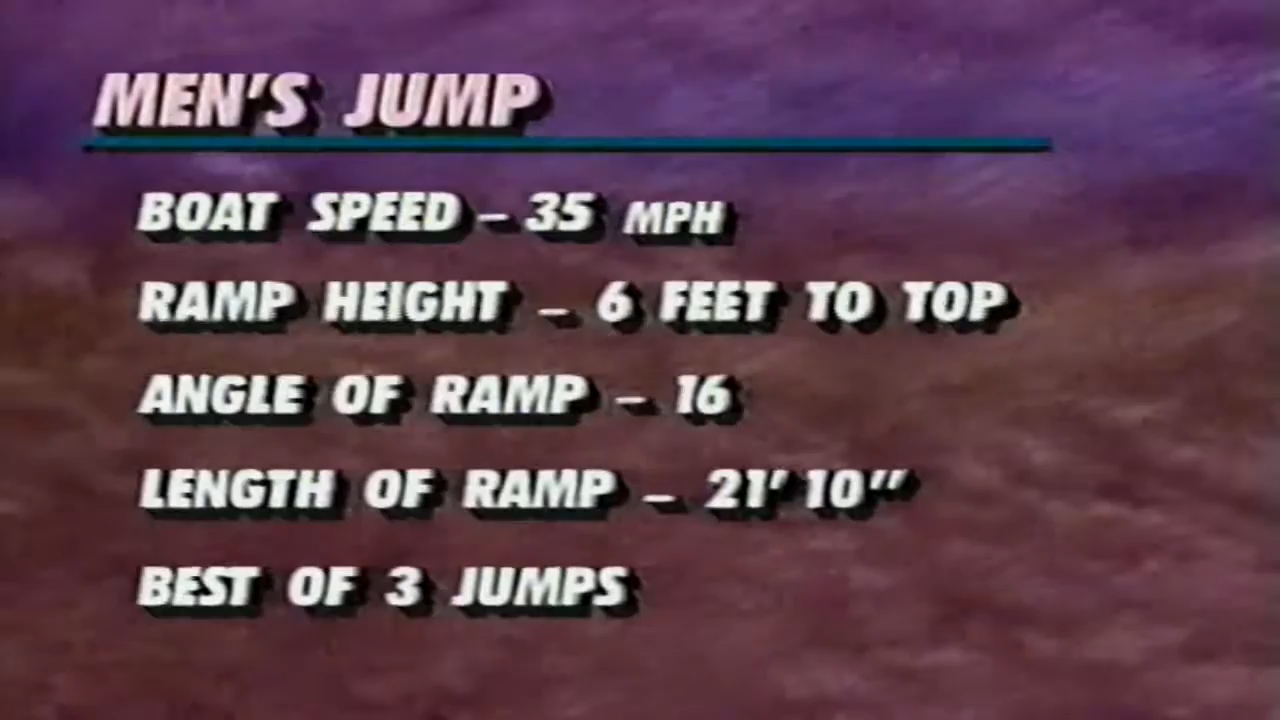 MEN'S JUMP
BOAT SPEED – 35 MPH
RAMP HEIGHT – 6 FEET TO TOP
ANGLE OF RAMP – 16
LENGTH OF RAMP – 21' 10"
BEST OF 3 JUMPS